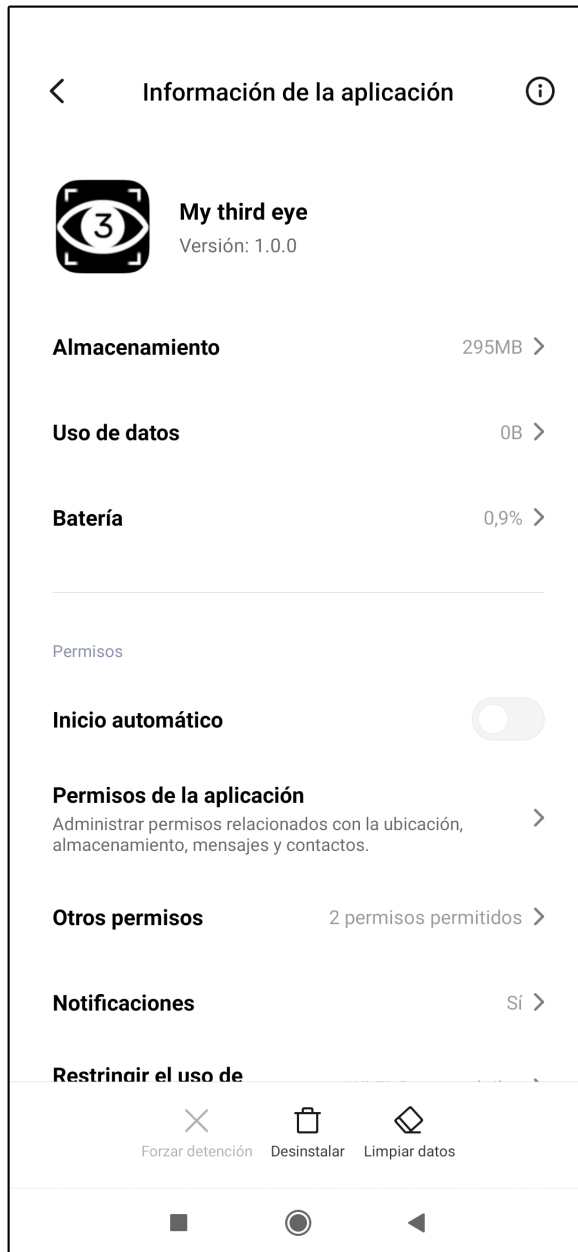 Información de la aplicación
3
My third eye
Versión: 1.0.0
Almacenamiento 295MB
Uso de datos 0B
Batería 0,9%
Permisos
Inicio automático
Permisos de la aplicación
Administrar permisos relacionados con la ubicación,
almacenamiento, mensajes y contactos.
Otros permisos 2 permisos permitidos
Notificaciones Sí
Restringir el uso de
Forzar detención Desinstalar Limpiar datos